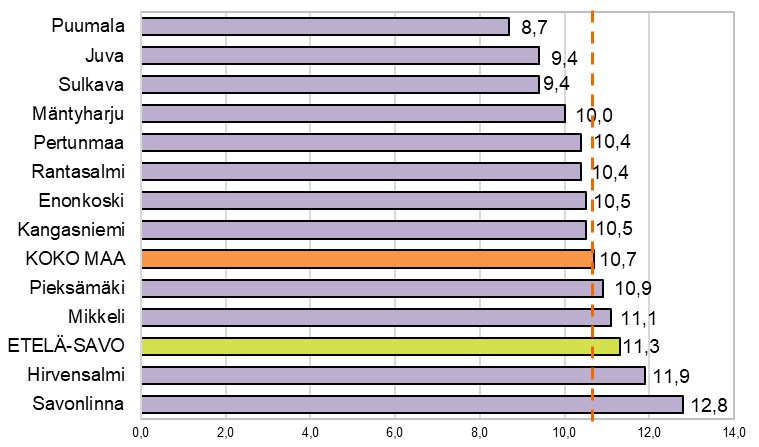 Puumala 8,7
Juva 9,4
Sulkava 9,4
Mäntyharju 10,0
Pertunmaa 10,4
Rantasalmi 10,4
Enonkoski 10,5
Kangasniemi 10,5
KOKO MAA 10,7
Pieksämäki 10,9
Mikkeli 11,1
ETELÄ-SAVO 11,3
Hirvensalmi 11,9
Savonlinna 12,8
0,0 2,0 4,0 6,0 8,0 10,0 12,0 14,0